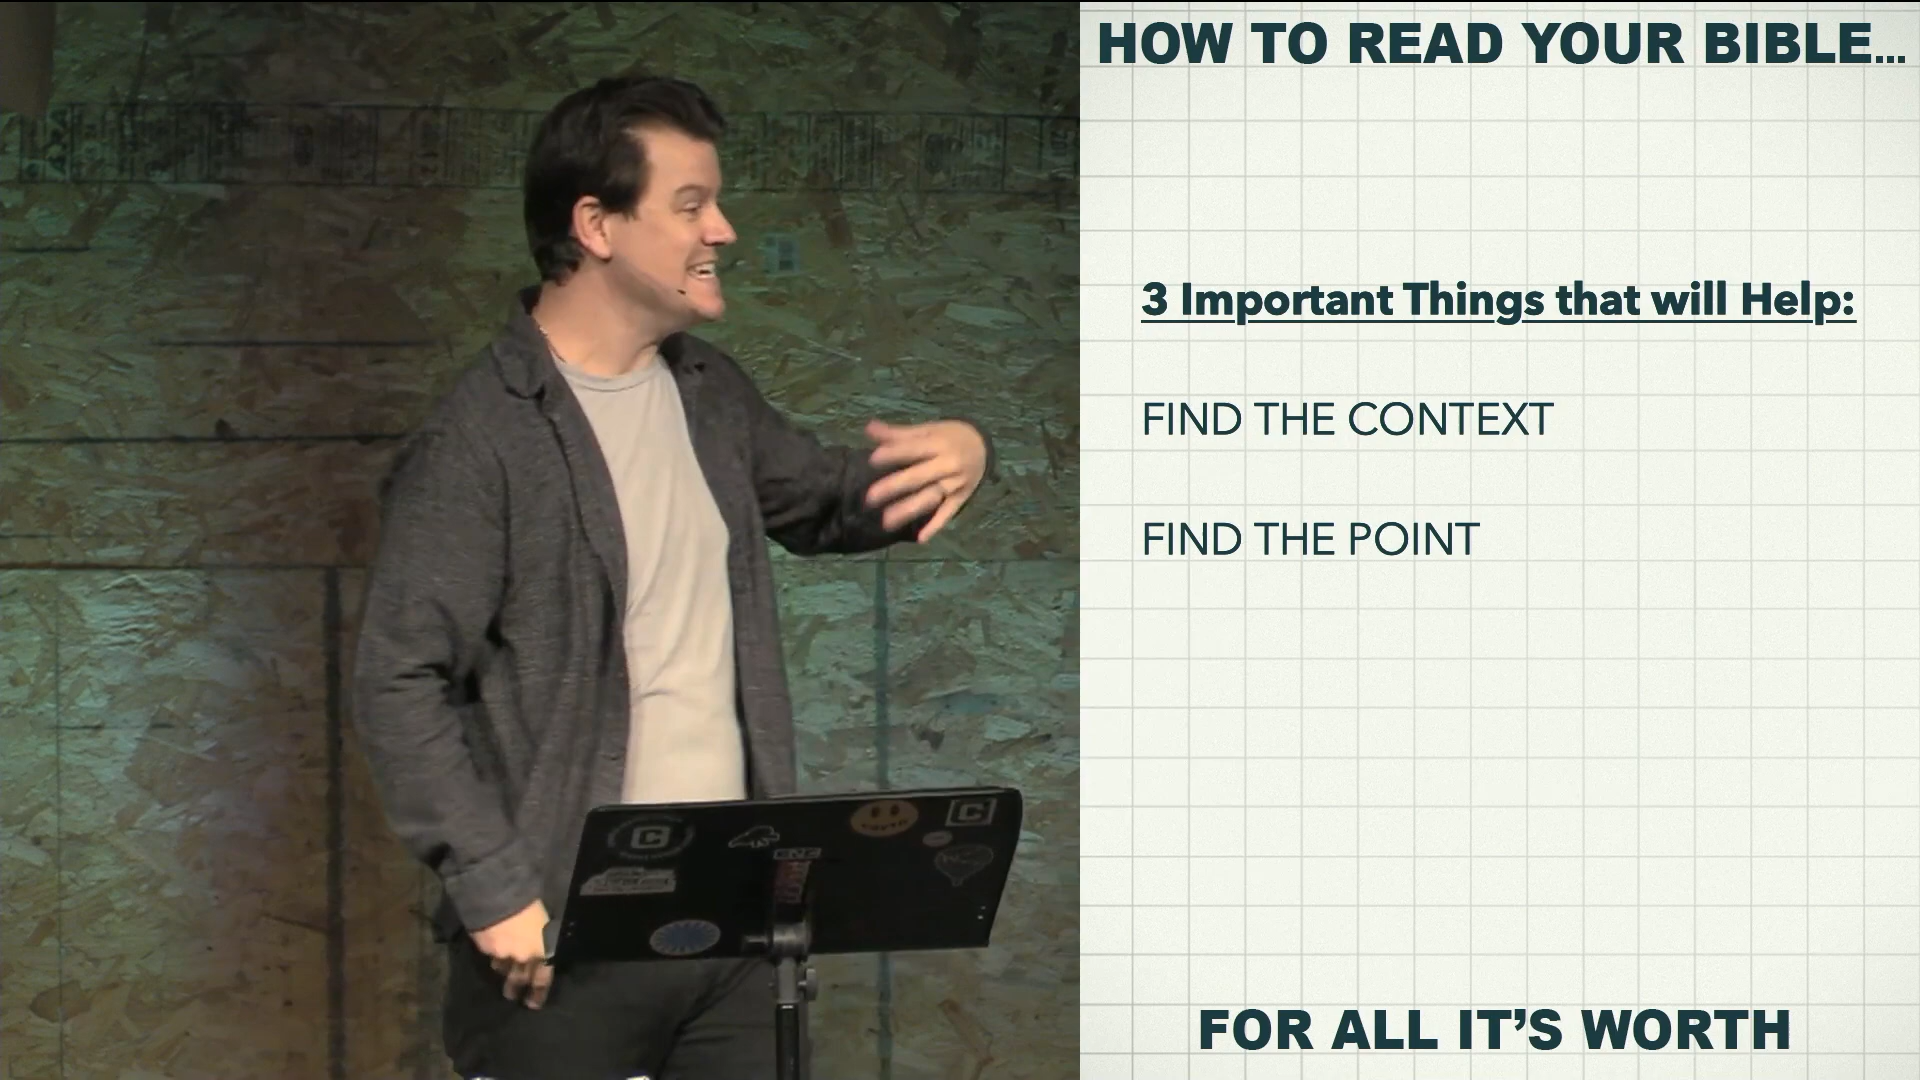 HOW TO READ YOUR BIBLE...
3 Important Things that will Help:
FIND THE CONTEXT
FIND THE POINT
FOR ALL IT'S WORTH
C
C